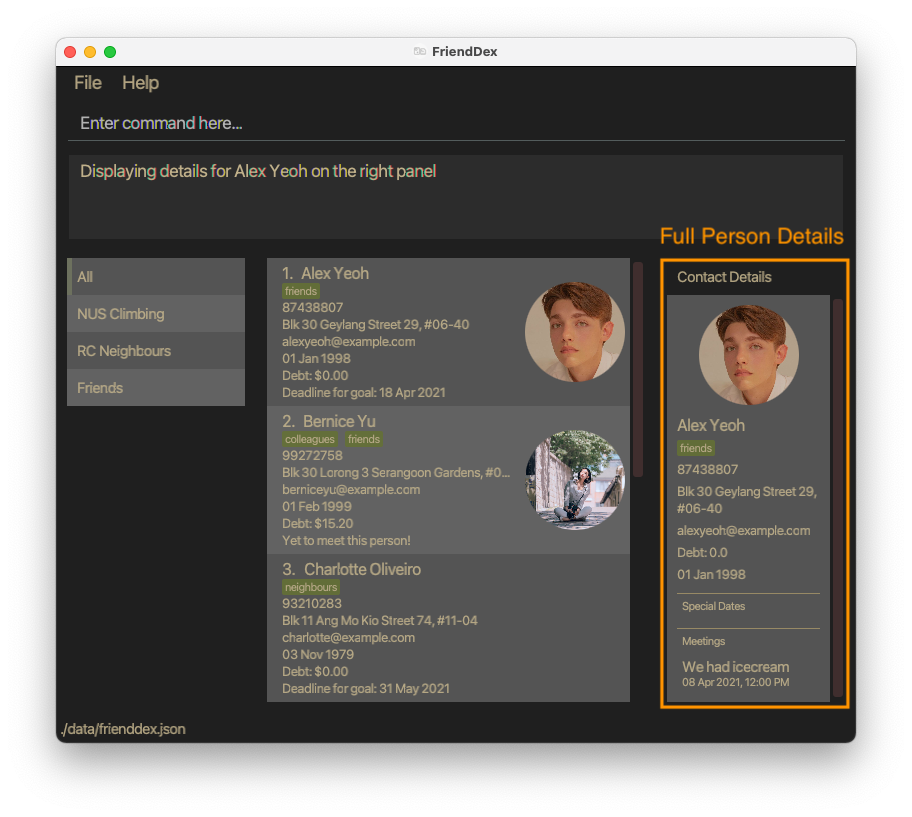 FriendDex
File Help
Enter command here...
Displaying details for Alex Yeoh on the right panel
Full Person Details
All
NUS Climbing
RC Neighbours
Friends
1. Alex Yeoh
friends
87438807
Blk 30 Geylang Street 29, #06-40
alexyeoh@example.com
01 Jan 1998
Debt: $0.00
Deadline for goal: 18 Apr 2021
2. Bernice Yu
colleagues friends
99272758
Blk 30 Lorong 3 Serangoon Gardens, #0...
berniceyu@example.com
01 Feb 1999
Debt: $15.20
Yet to meet this person!
3. Charlotte Oliveiro
neighbours
93210283
Blk 11 Ang Mo Kio Street 74, #11-04
charlotte@example.com
03 Nov 1979
Debt: $0.00
Deadline for goal: 31 May 2021
Contact Details
Alex Yeoh
friends
87438807
Blk 30 Geylang Street 29,
#06-40
alexyeoh@example.com
Debt: 0.0
01 Jan 1998
Special Dates
Meetings
We had icecream
08 Apr 2021, 12:00 PM
./data/frienddex.json